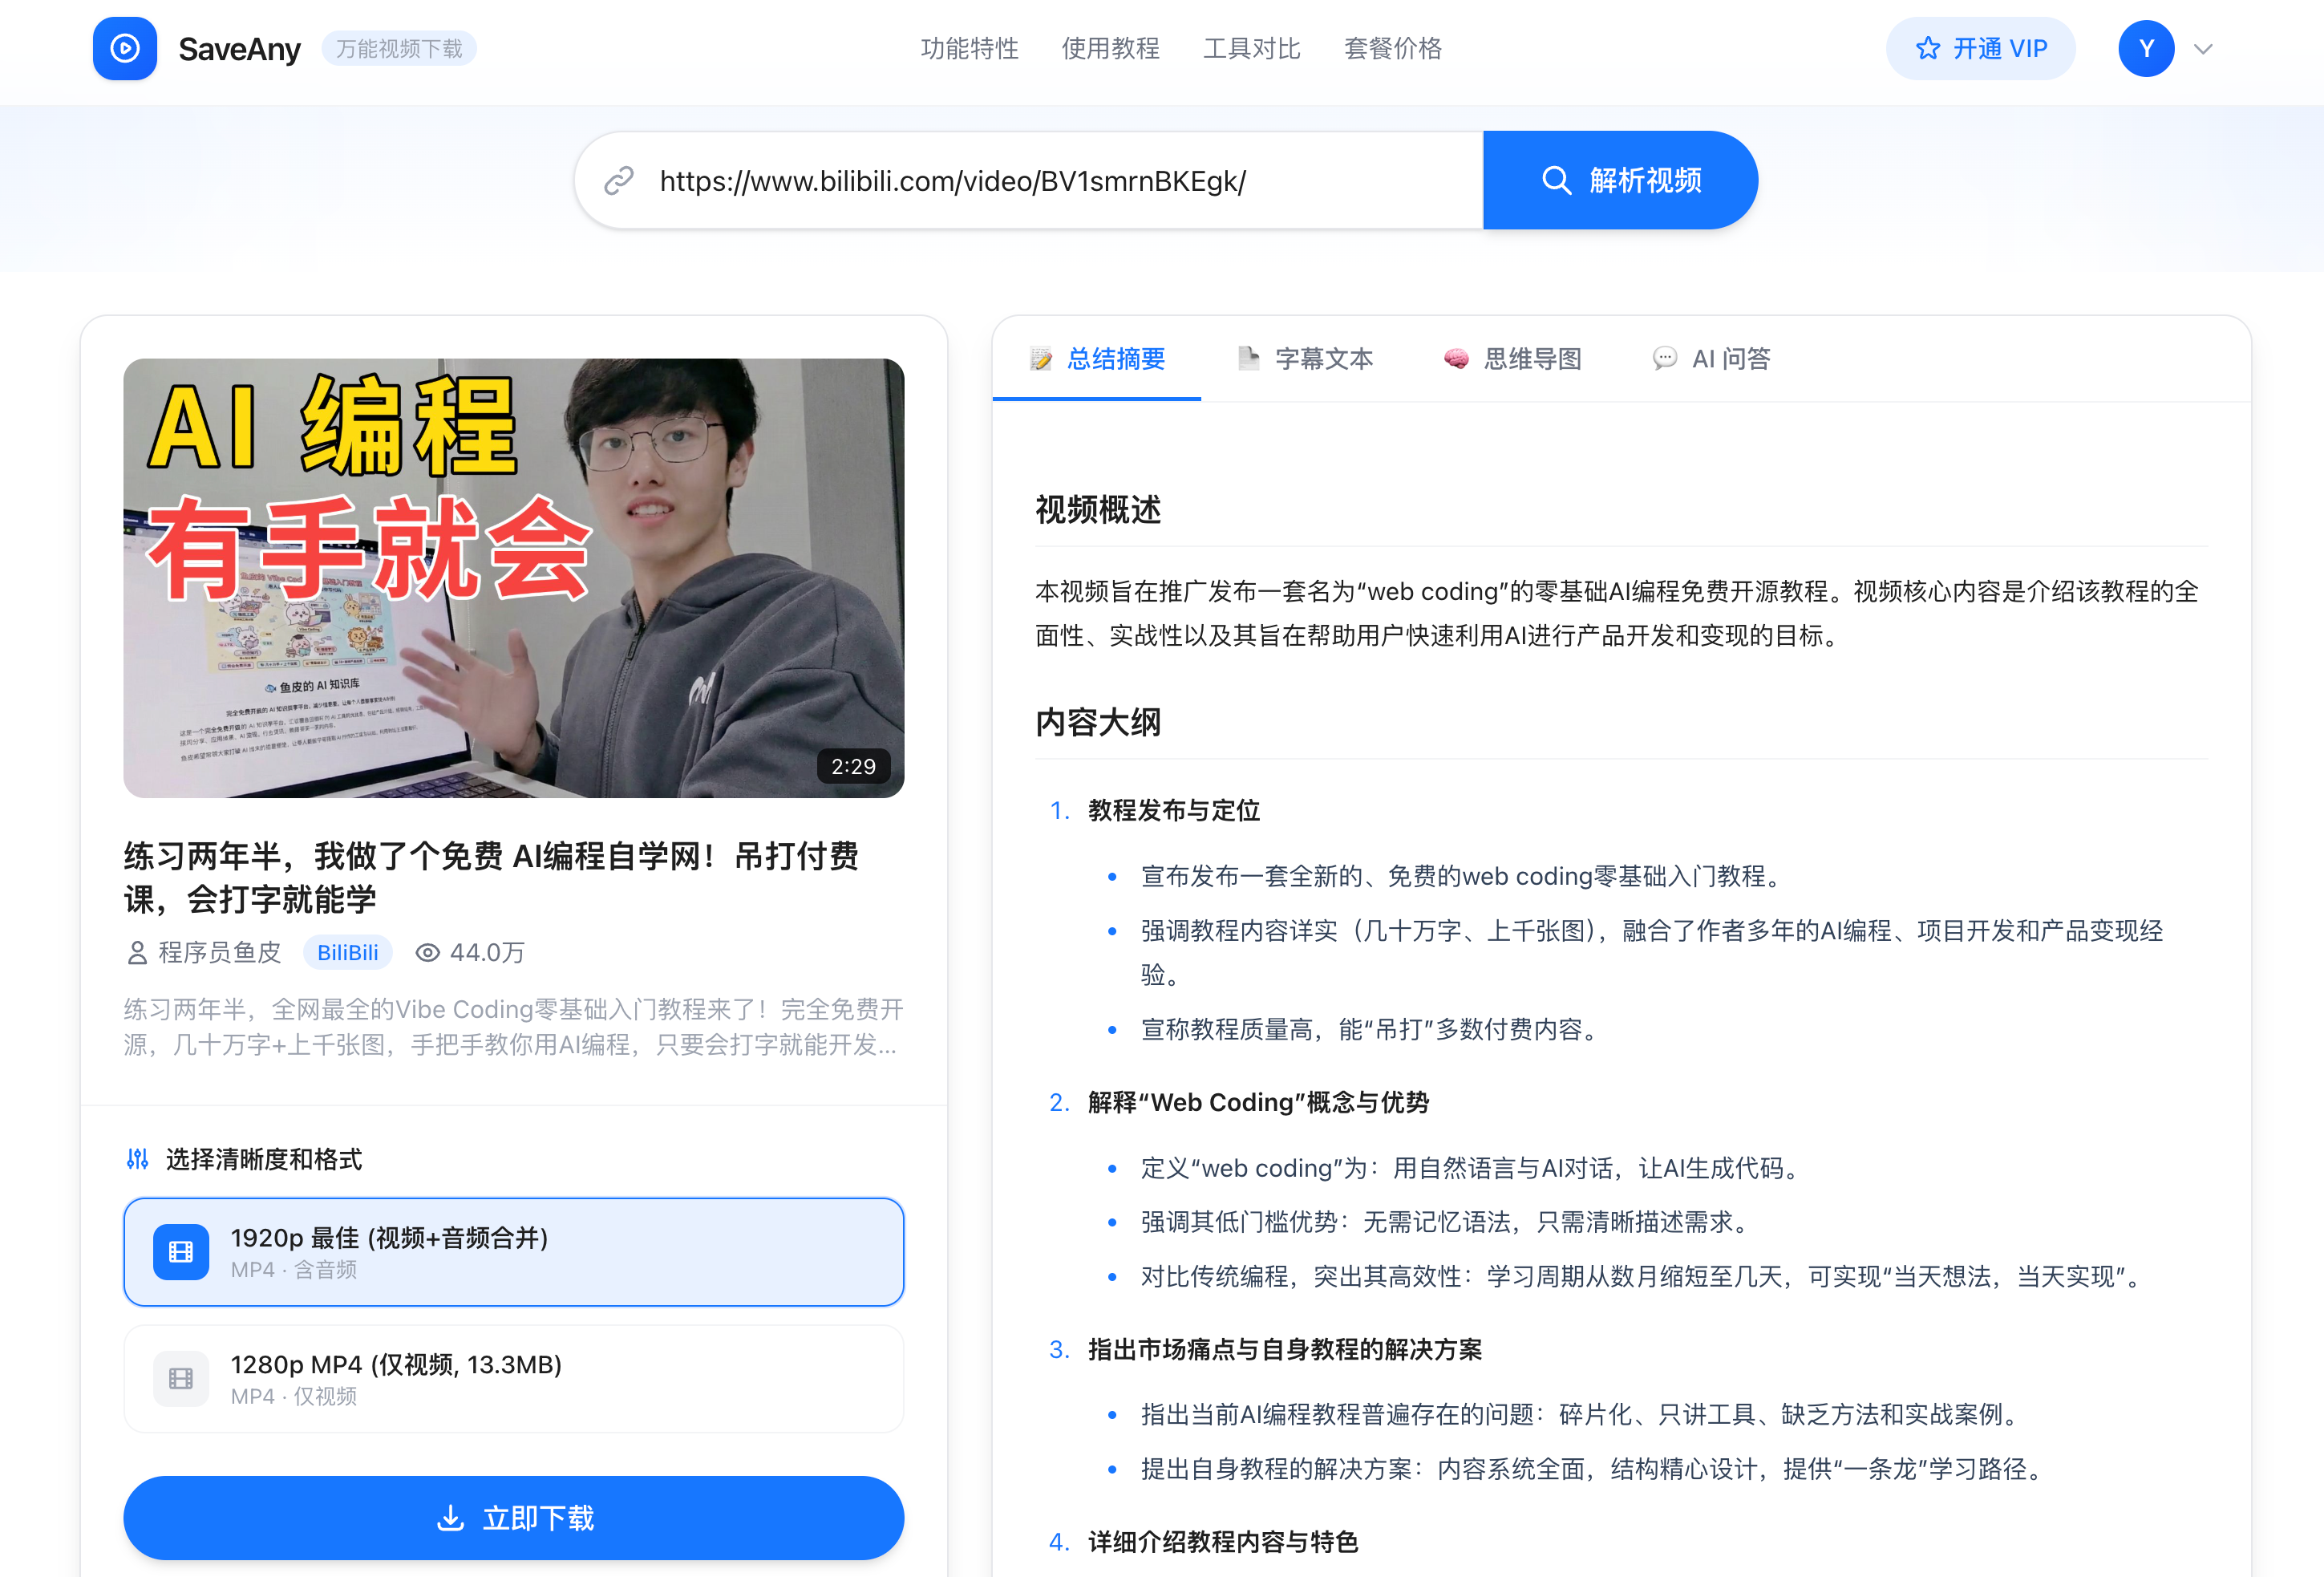 SaveAny 万能视频下载
功能特性 使用教程 工具对比 套餐价格
开通 VIP
Y
https://www.bilibili.com/video/BV1smrnBKEgk/
解析视频
AI 编程
有手就会
鱼皮的 AI 知识库
2:29
练习两年半，我做了个免费 AI编程自学网！吊打付费
课，会打字就能学
程序员鱼皮 BiliBili 44.0万
练习两年半，全网最全的Vibe Coding零基础入门教程来了！完全免费开
源，几十万字+上千张图，手把手教你用AI编程，只要会打字就能开发...
选择清晰度和格式
1920p 最佳 (视频+音频合并)
MP4 · 含音频
1280p MP4 (仅视频, 13.3MB)
MP4 · 仅视频
立即下载
总结摘要 字幕文本 思维导图 AI 问答
视频概述
本视频旨在推广发布一套名为“web coding”的零基础AI编程免费开源教程。视频核心内容是介绍该教程的全
面性、实战性以及其旨在帮助用户快速利用AI进行产品开发和变现的目标。
内容大纲
1. 教程发布与定位
• 宣布发布一套全新的、免费的web coding零基础入门教程。
• 强调教程内容详实（几十万字、上千张图），融合了作者多年的AI编程、项目开发和产品变现经
验。
• 宣称教程质量高，能“吊打”多数付费内容。
2. 解释“Web Coding”概念与优势
• 定义“web coding”为：用自然语言与AI对话，让AI生成代码。
• 强调其低门槛优势：无需记忆语法，只需清晰描述需求。
• 对比传统编程，突出其高效性：学习周期从数月缩短至几天，可实现“当天想法，当天实现”。
3. 指出市场痛点与自身教程的解决方案
• 指出当前AI编程教程普遍存在的问题：碎片化、只讲工具、缺乏方法和实战案例。
• 提出自身教程的解决方案：内容系统全面，结构精心设计，提供“一条龙”学习路径。
4. 详细介绍教程内容与特色